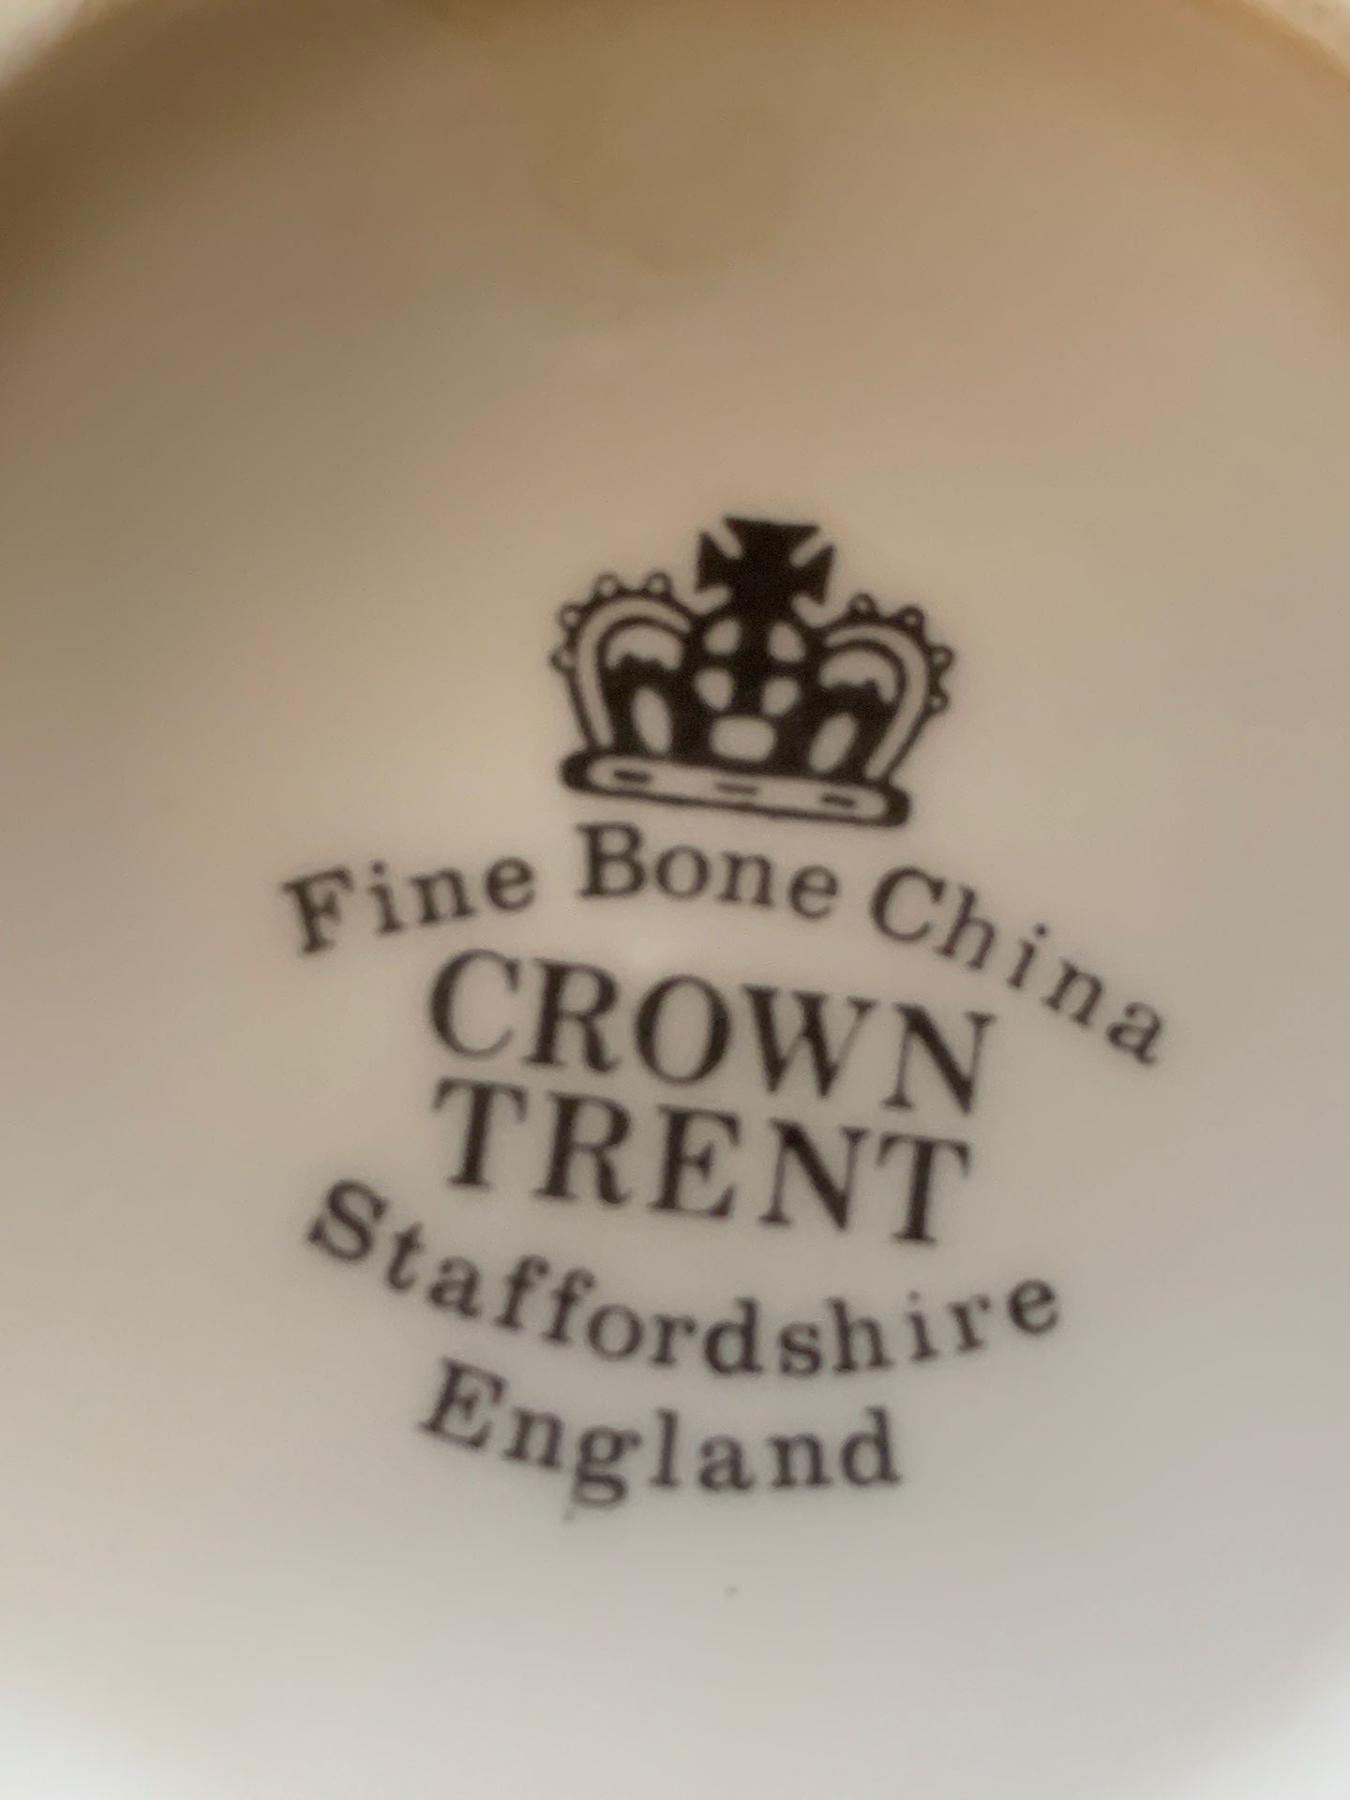 Fine Bone China
CROWN
TRENT
Staffordshire
England